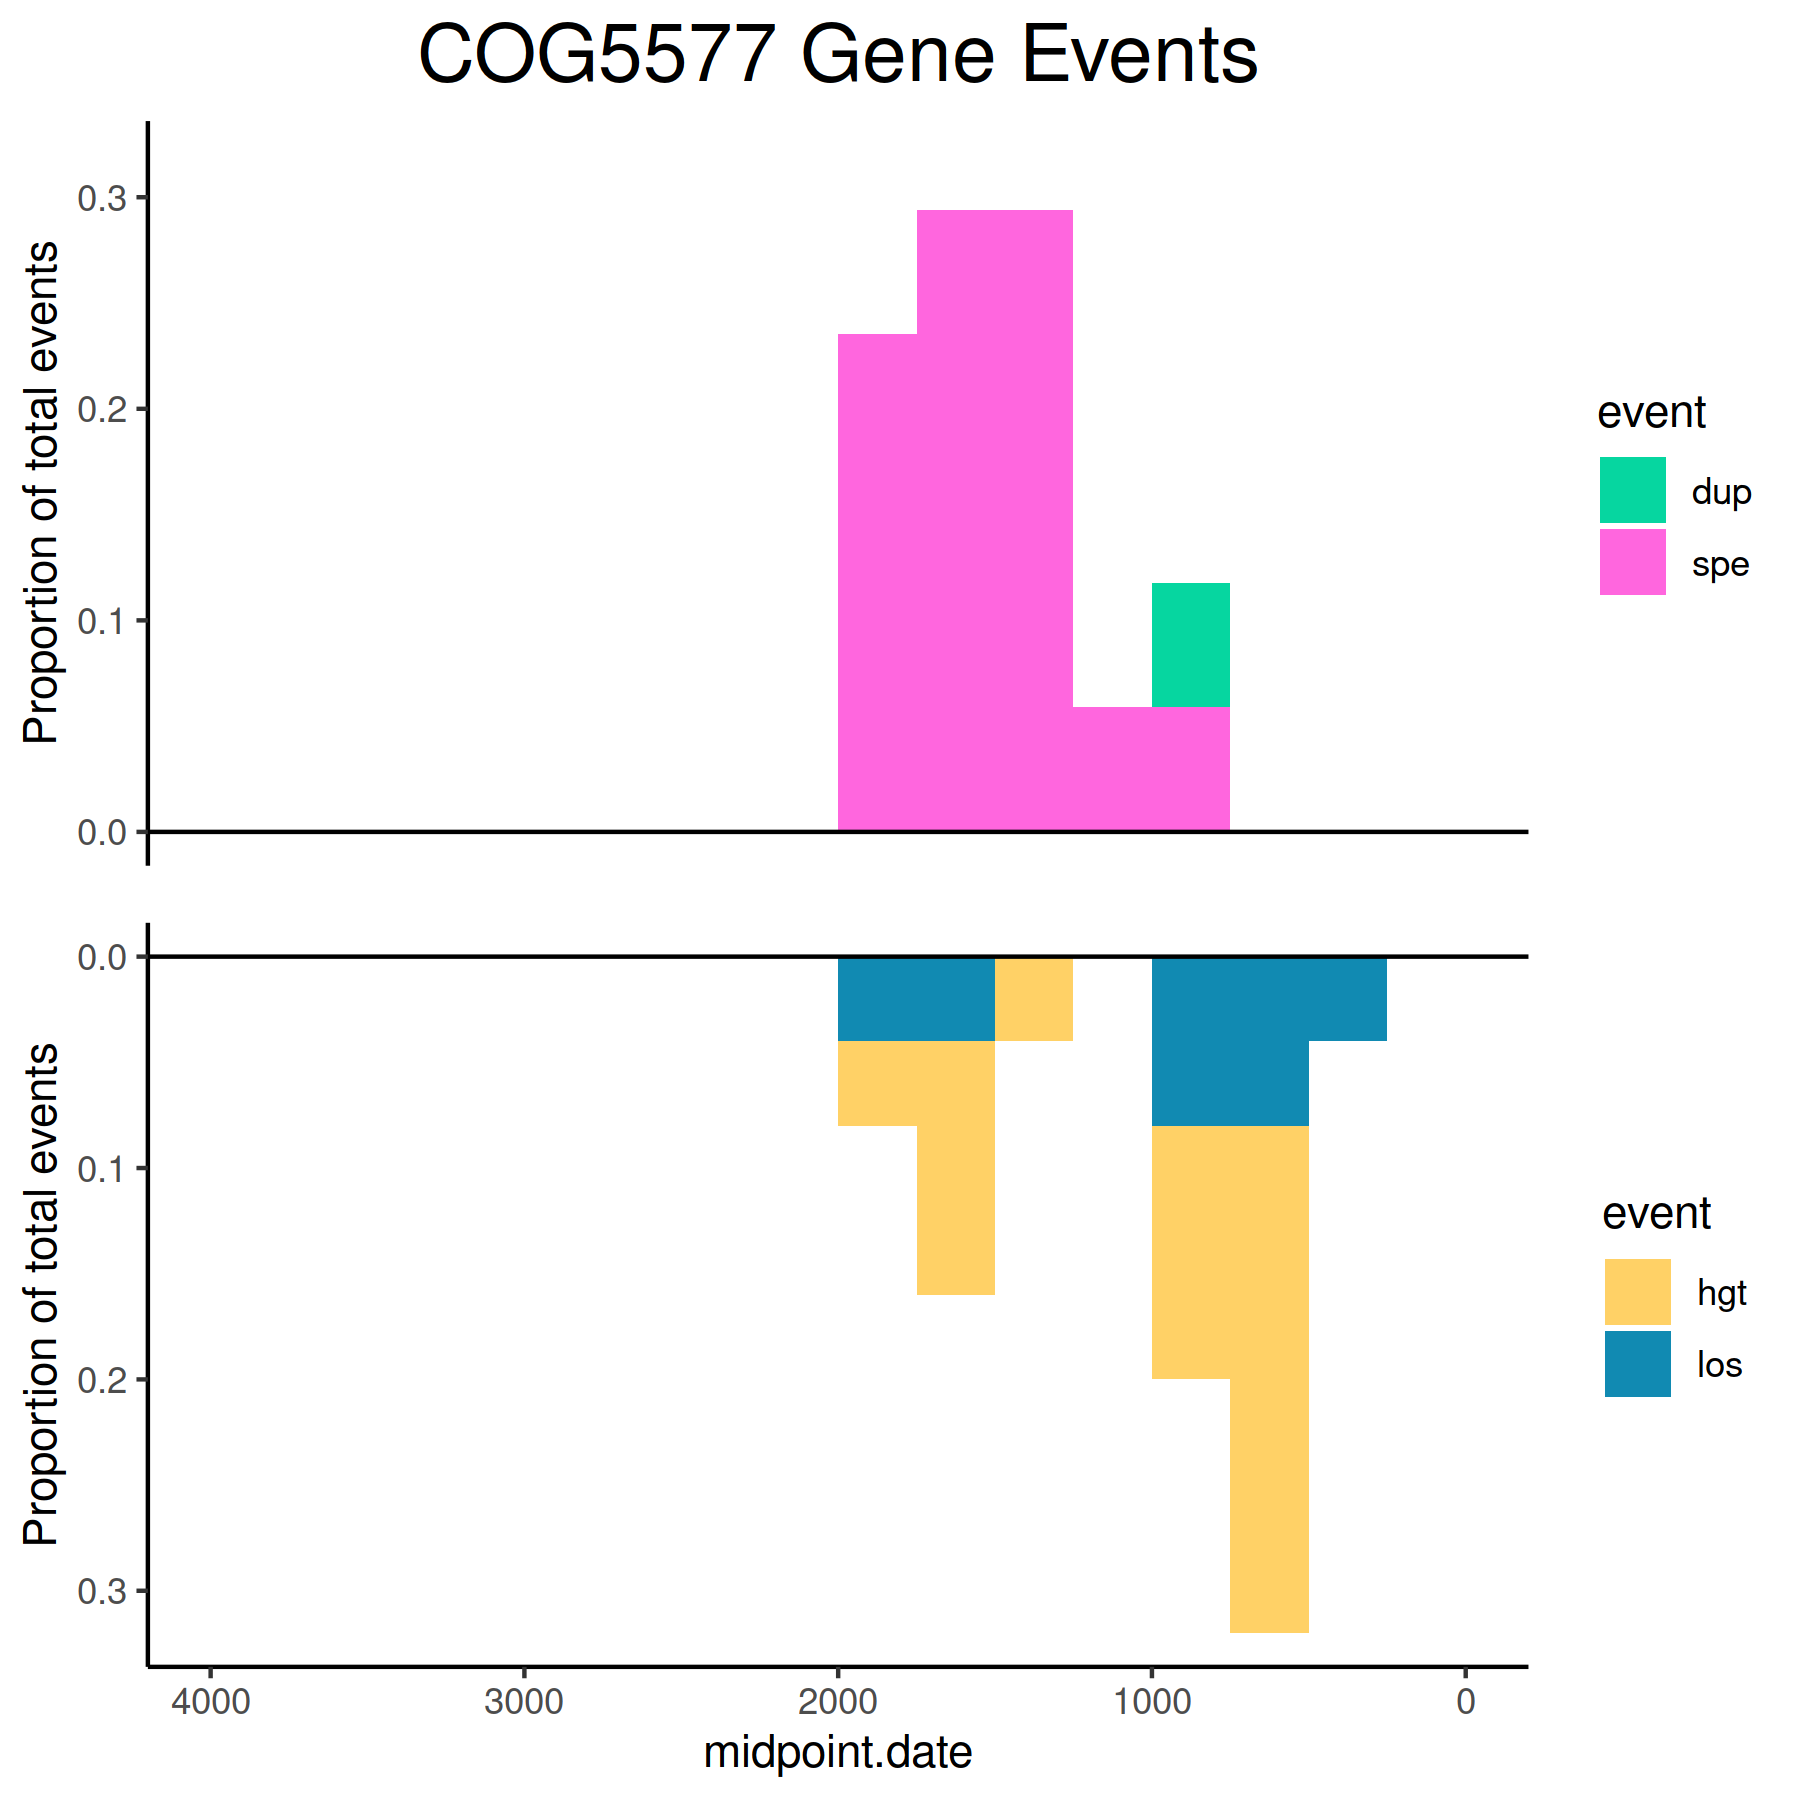 COG5577 Gene Events
Proportion of total events
0.3
0.2
0.1
0.0
event
dup
spe
Proportion of total events
0.0
0.1
0.2
0.3
event
hgt
los
4000 3000 2000 1000 0
midpoint.date